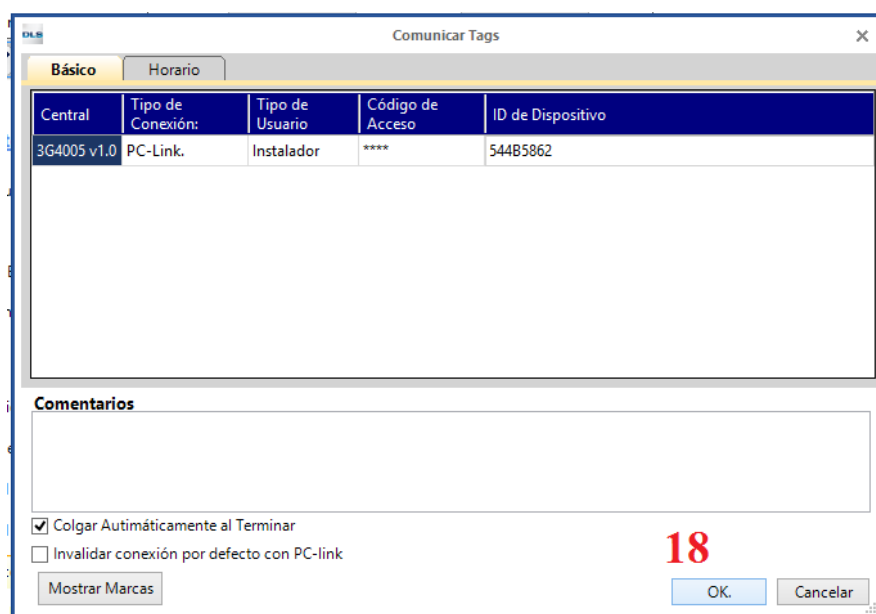 DLS
Comunicar Tags
Básico Horario
Central Tipo de Conexión: Tipo de Usuario Código de Acceso ID de Dispositivo
3G4005 v1.0 PC-Link. Instalador **** 544B5862
Comentarios
Colgar Autimáticamente al Terminar
Invalidar conexión por defecto con PC-link
18
Mostrar Marcas OK. Cancelar